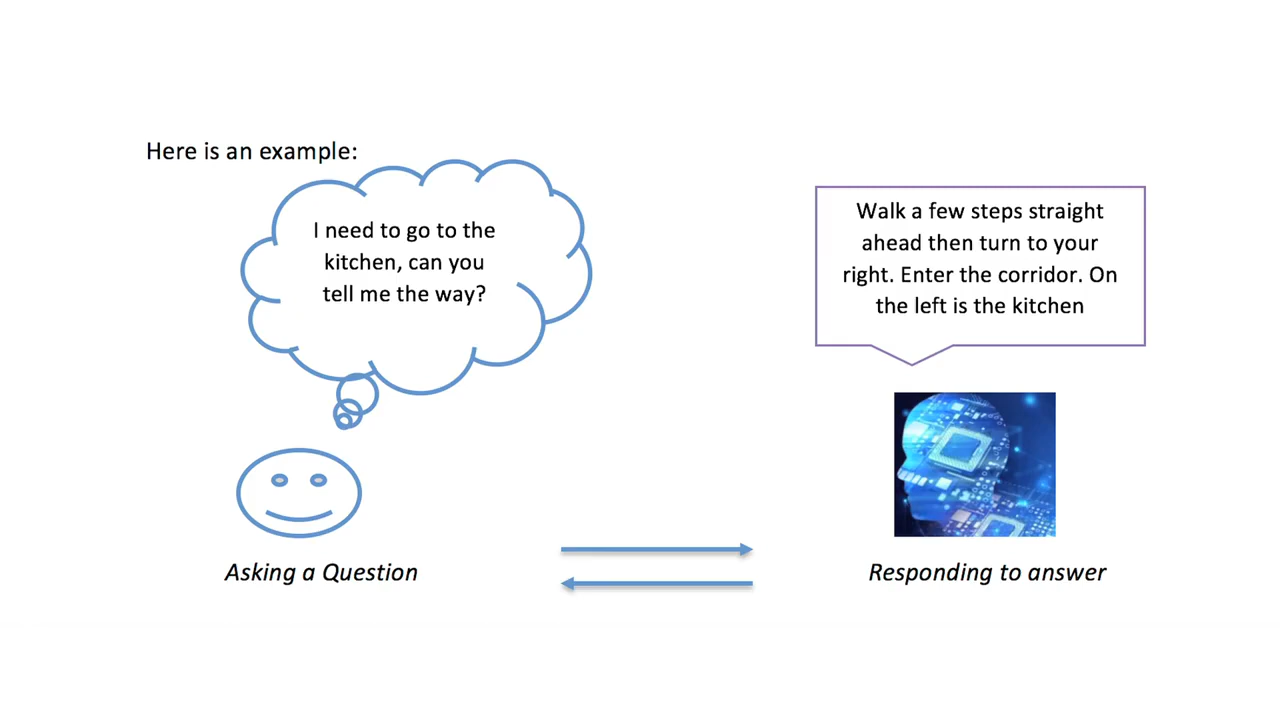 Here is an example:
I need to go to the
kitchen, can you
tell me the way?
Walk a few steps straight
ahead then turn to your
right. Enter the corridor. On
the left is the kitchen
Asking a Question
Responding to answer